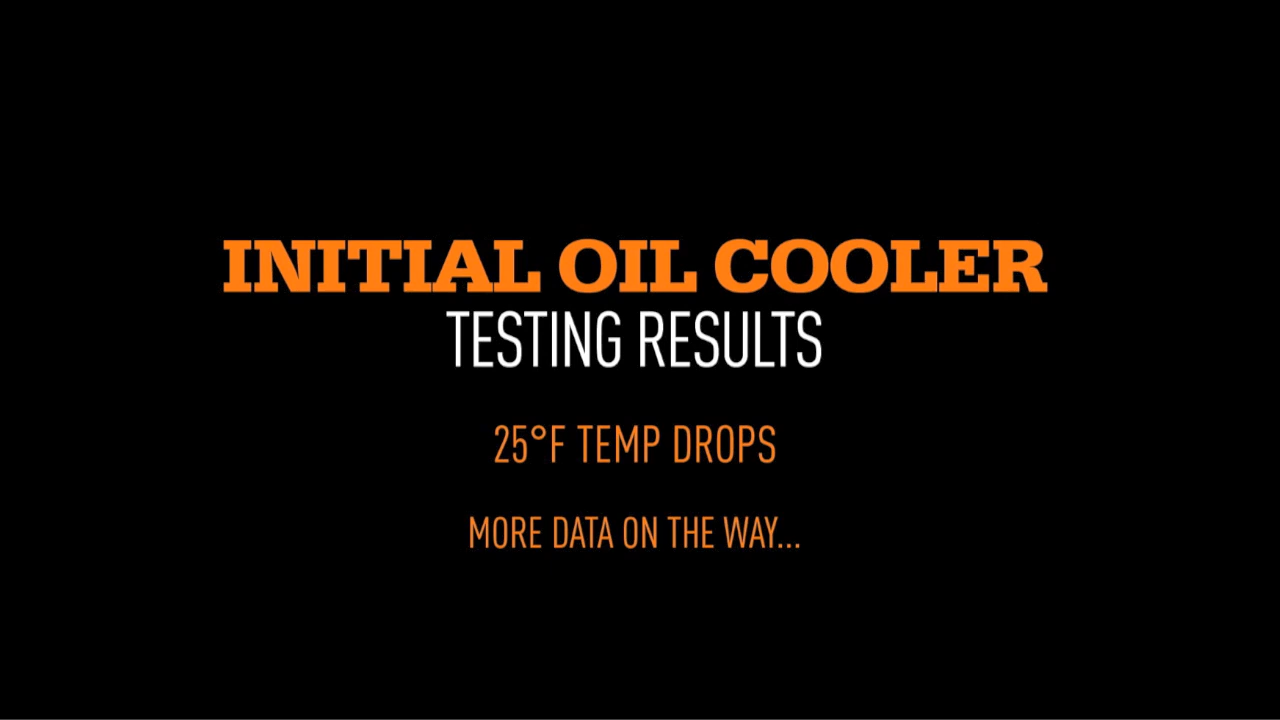 INITIAL OIL COOLER
TESTING RESULTS
25°F TEMP DROPS
MORE DATA ON THE WAY...